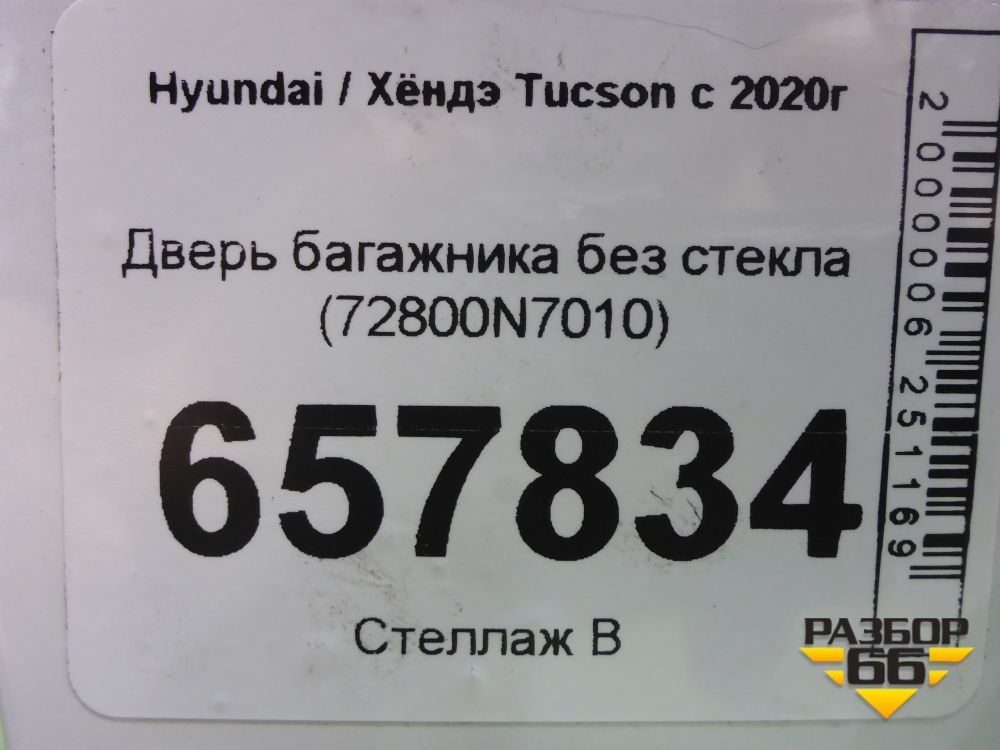 Hyundai / Хёндэ Tucson с 2020г
Дверь багажника без стекла
(72800N7010)
657834
Стеллаж В
2000006251169
РАЗБОР
66